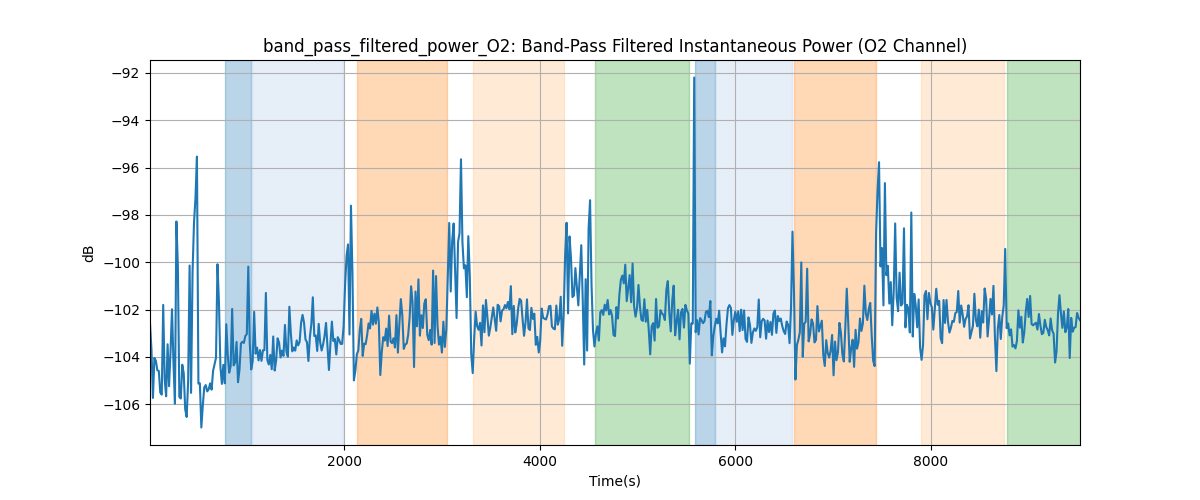 band_pass_filtered_power_O2: Band-Pass Filtered Instantaneous Power (O2 Channel)
−92
−94
−96
−98
−100
−102
−104
−106
dB
2000 4000 6000 8000
Time(s)